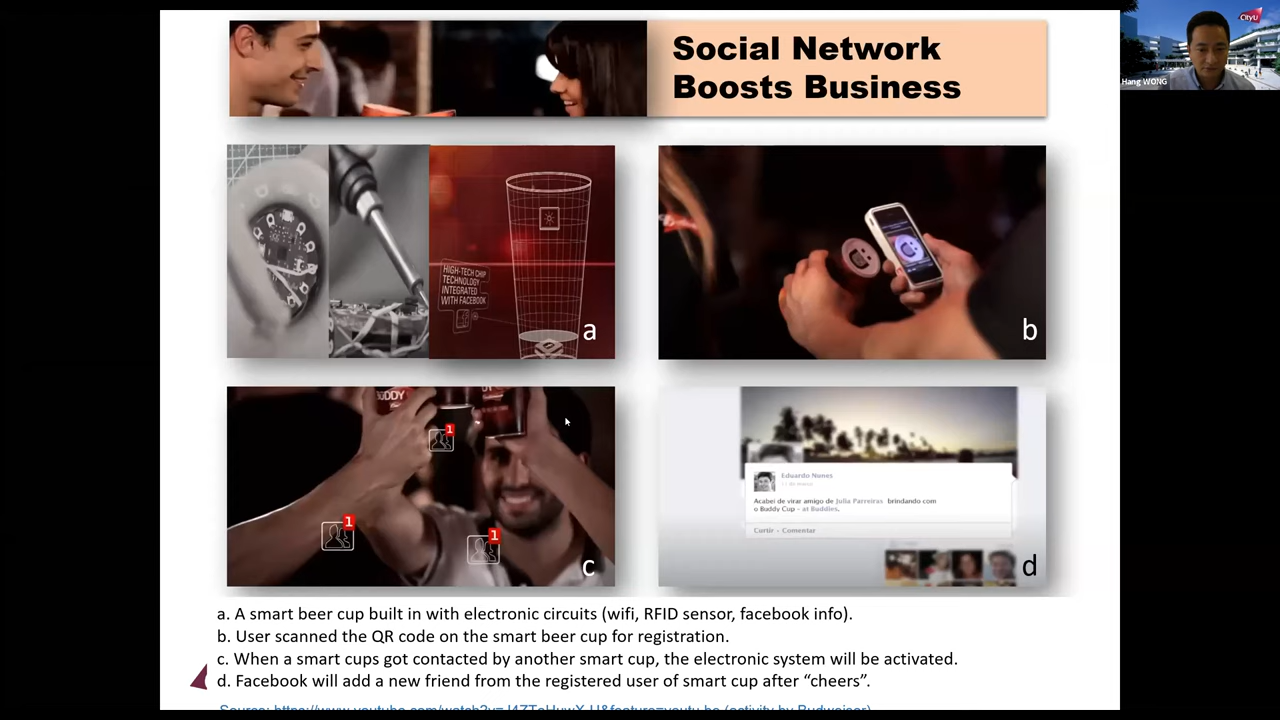 Social Network
Boosts Business
CityU
Hang WONG
HIGH-TECH CHIP
TECHNOLOGY
INTEGRATED
WITH FACEBOOK
a
b
BUDDY
1
1
1
c
Eduardo Nunes
Acabei de virar amigo de Julia Parreiras brindando com
o Buddy Cup - at Buddies.
Curtir - Comentar
d
a. A smart beer cup built in with electronic circuits (wifi, RFID sensor, facebook info).
b. User scanned the QR code on the smart beer cup for registration.
c. When a smart cups got contacted by another smart cup, the electronic system will be activated.
d. Facebook will add a new friend from the registered user of smart cup after “cheers”.